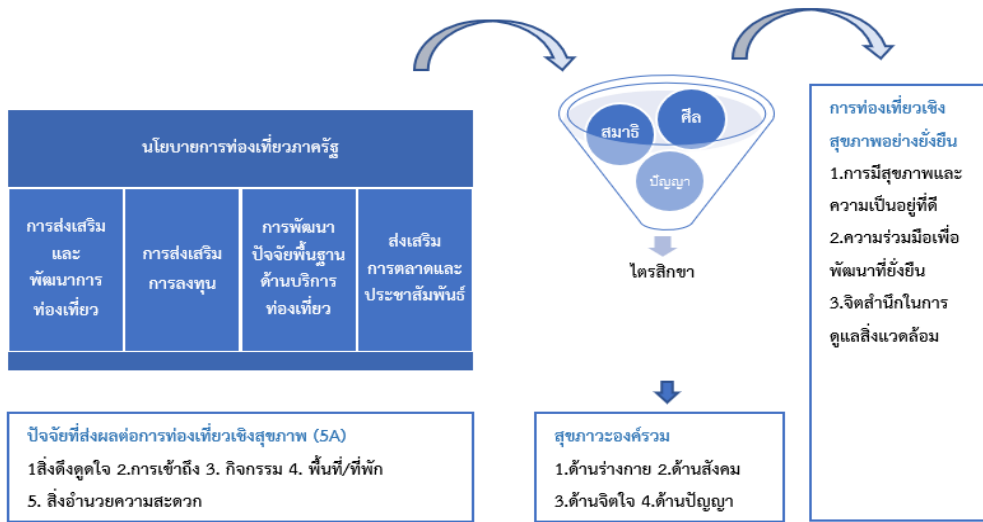 นโยบายการท่องเที่ยวภาครัฐ
การส่งเสริม
และ
พัฒนาการ
ท่องเที่ยว
การส่งเสริม
การลงทุน
การพัฒนา
ปัจจัยพื้นฐาน
ด้านบริการ
ท่องเที่ยว
ส่งเสริม
การตลาดและ
ประชาสัมพันธ์
ปัจจัยที่ส่งผลต่อการท่องเที่ยวเชิงสุขภาพ (5A)
1สิ่งดึงดูดใจ 2.การเข้าถึง 3. กิจกรรม 4. พื้นที่/ที่พัก
5. สิ่งอำนวยความสะดวก
สมาธิ
ศีล
ปัญญา
ไตรสิกขา
สุขภาวะองค์รวม
1.ด้านร่างกาย 2.ด้านสังคม
3.ด้านจิตใจ 4.ด้านปัญญา
การท่องเที่ยวเชิง
สุขภาพอย่างยั่งยืน
1.การมีสุขภาพและ
ความเป็นอยู่ที่ดี
2.ความร่วมมือเพื่อ
พัฒนาที่ยั่งยืน
3.จิตสำนึกในการ
ดูแลสิ่งแวดล้อม